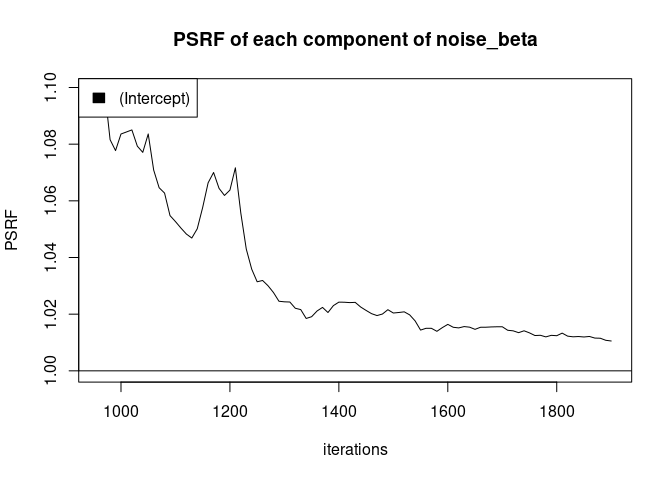 PSRF of each component of noise_beta
(Intercept)
PSRF
1.10
1.08
1.06
1.04
1.02
1.00
1000 1200 1400 1600 1800
iterations